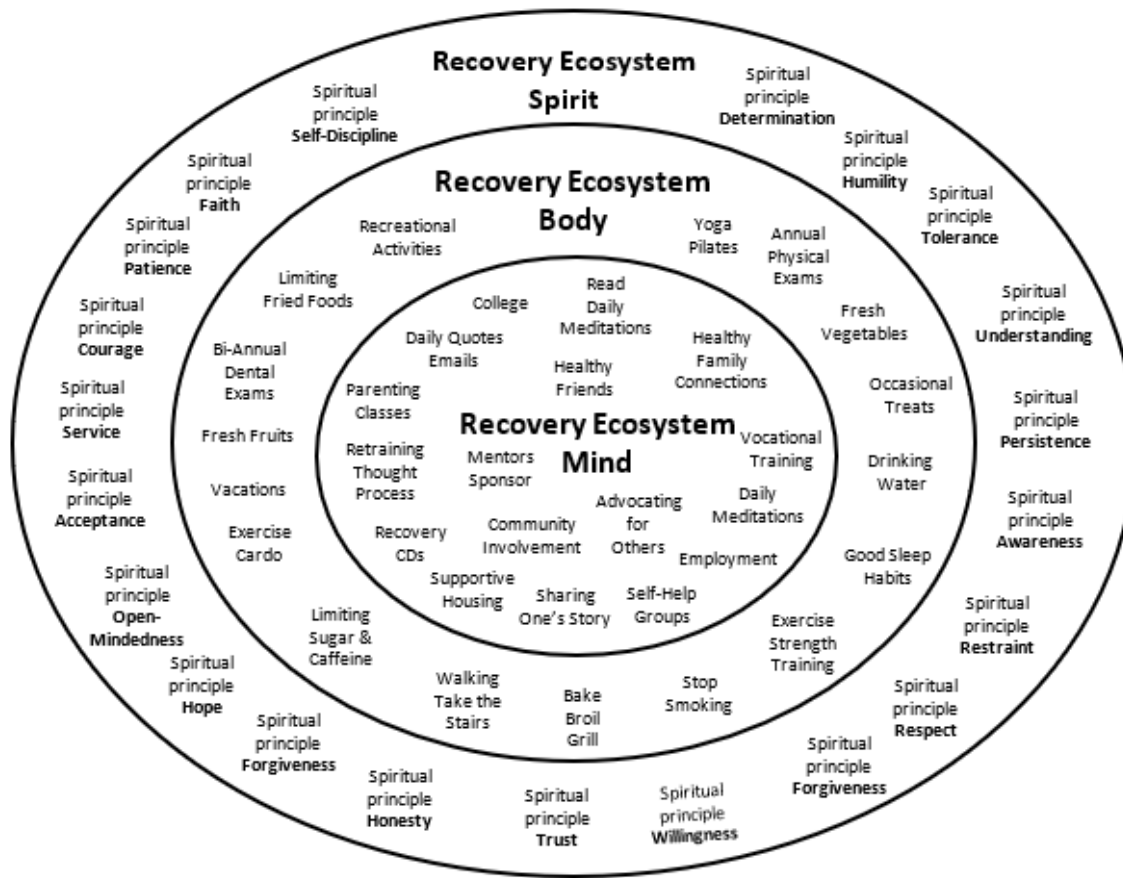 Recovery Ecosystem
Spirit
Spiritual
principle
Self-Discipline
Spiritual
principle
Determination
Spiritual
principle
Faith
Spiritual
principle
Humility
Spiritual
principle
Patience
Spiritual
principle
Tolerance
Spiritual
principle
Courage
Spiritual
principle
Understanding
Spiritual
principle
Service
Spiritual
principle
Persistence
Spiritual
principle
Acceptance
Spiritual
principle
Awareness
Spiritual
principle
Open-
Mindedness
Spiritual
principle
Restraint
Spiritual
principle
Hope
Spiritual
principle
Respect
Spiritual
principle
Forgiveness
Spiritual
principle
Forgiveness
Spiritual
principle
Honesty
Spiritual
principle
Trust
Spiritual
principle
Willingness
Recovery Ecosystem
Body
Recreational
Activities
Yoga
Pilates
Annual
Physical
Exams
Limiting
Fried Foods
Fresh
Vegetables
Bi-Annual
Dental
Exams
Occasional
Treats
Fresh Fruits
Drinking
Water
Vacations
Exercise
Cardo
Good Sleep
Habits
Limiting
Sugar &
Caffeine
Exercise
Strength
Training
Walking
Take the
Stairs
Bake
Broil
Grill
Stop
Smoking
College
Read
Daily
Meditations
Daily Quotes
Emails
Healthy
Friends
Healthy
Family
Connections
Parenting
Classes
Recovery Ecosystem
Mind
Retraining
Thought
Process
Mentors
Sponsor
Vocational
Training
Recovery
CDs
Community
Involvement
Advocating
for
Others
Daily
Meditations
Employment
Supportive
Housing
Sharing
One's Story
Self-Help
Groups